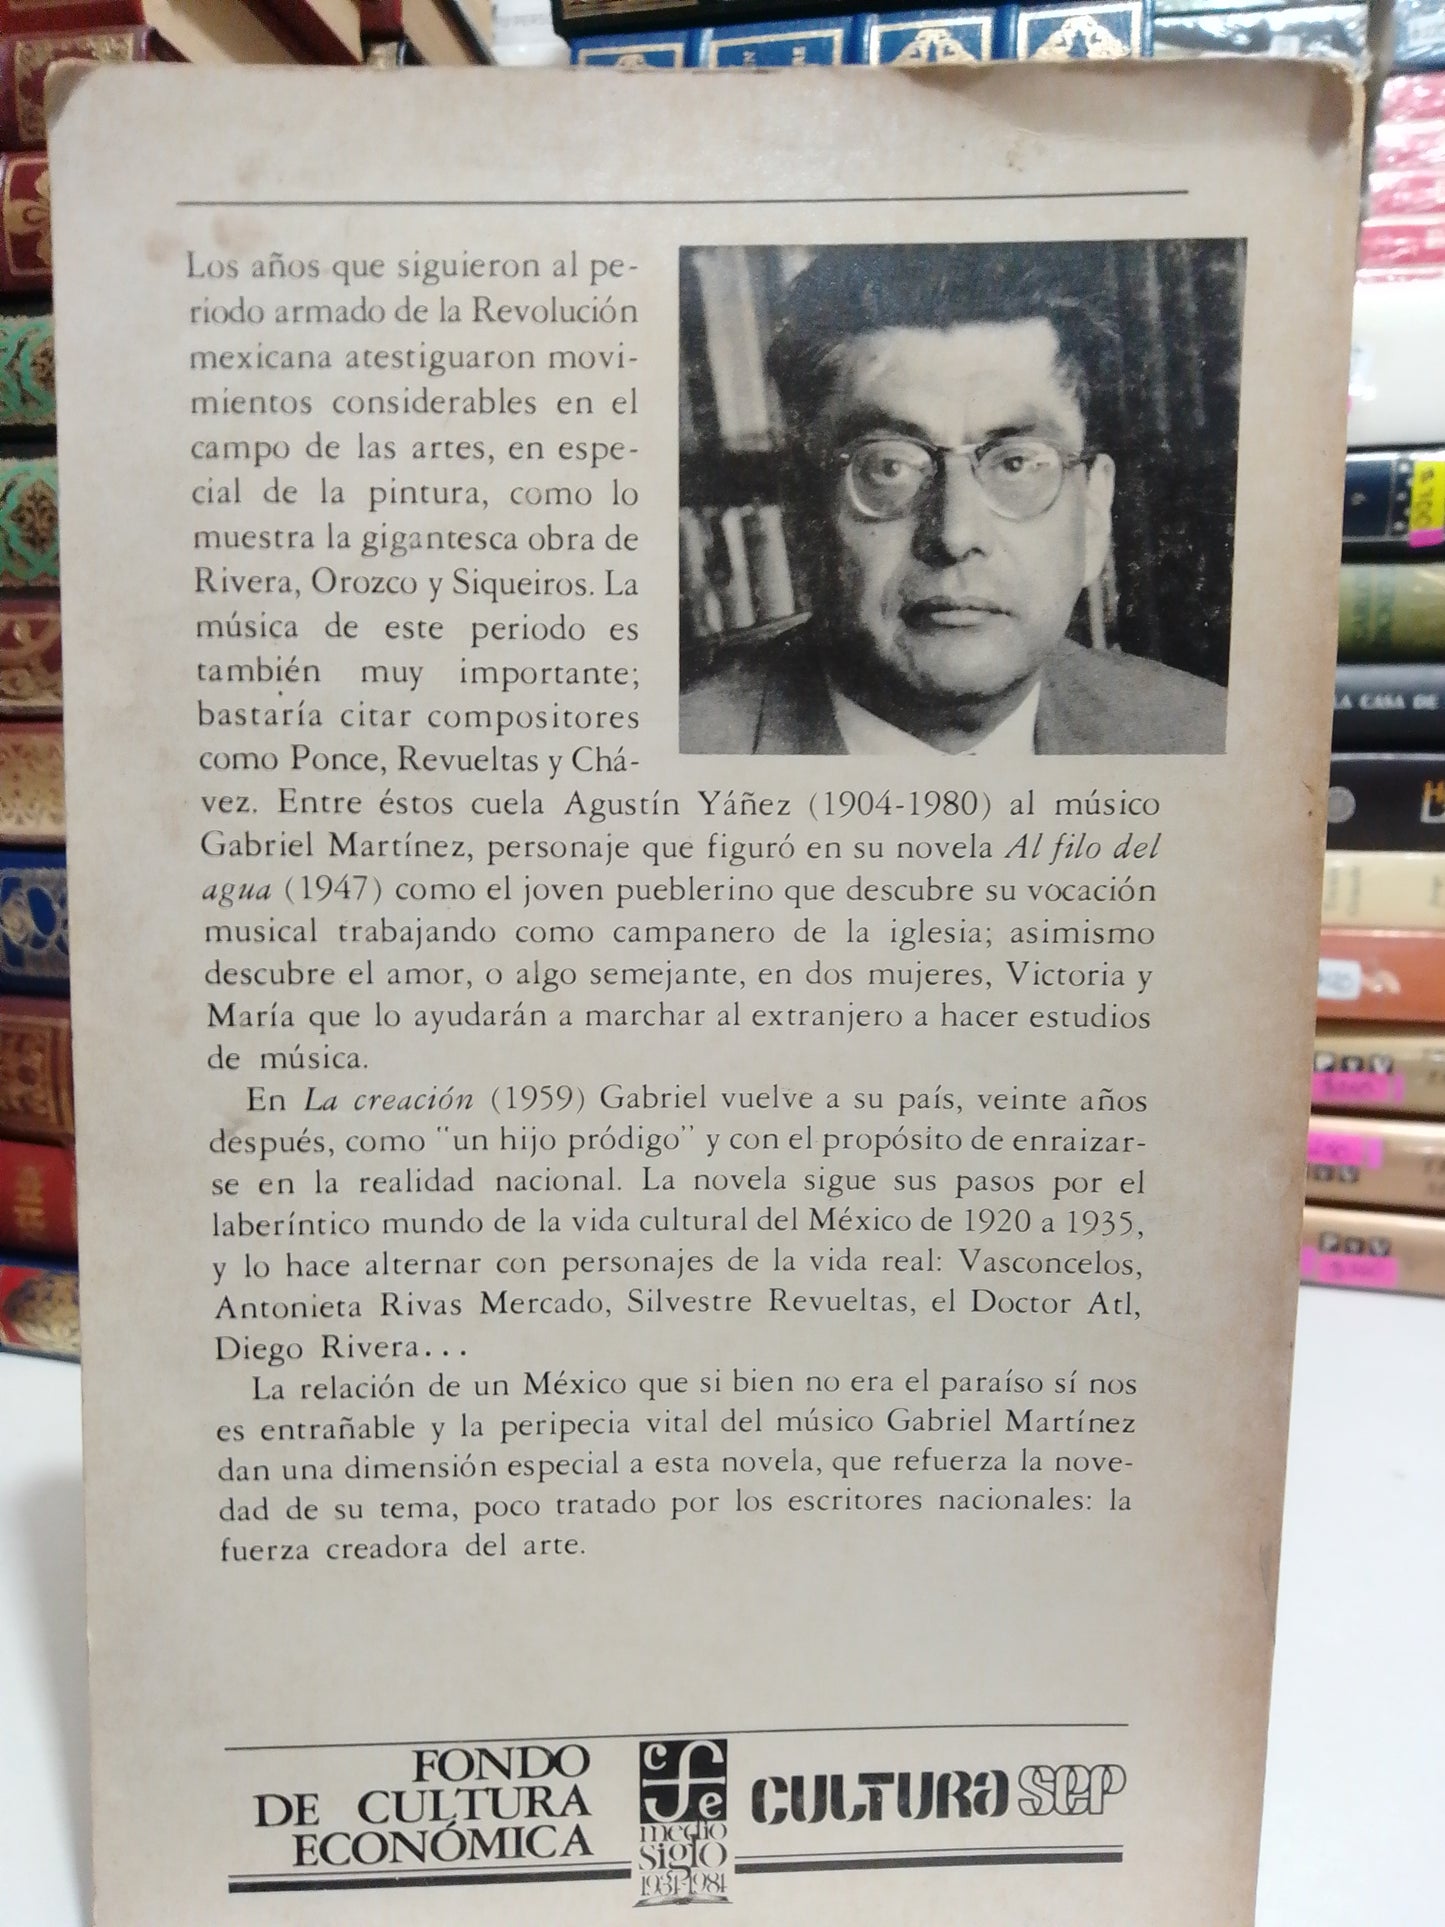 Los años que siguieron al pe-
riodo armado de la Revolución
mexicana atestiguaron movi-
mientos considerables en el
campo de las artes, en espe-
cial de la pintura, como lo
muestra la gigantesca obra de
Rivera, Orozco y Siqueiros. La
música de este periodo es
también muy importante;
bastaría citar compositores
como Ponce, Revueltas y Chá-
vez. Entre éstos cuela Agustín Yáñez (1904-1980) al músico
Gabriel Martínez, personaje que figuró en su novela Al filo del
agua (1947) como el joven pueblerino que descubre su vocación
musical trabajando como campanero de la iglesia; asimismo
descubre el amor, o algo semejante, en dos mujeres, Victoria y
María que lo ayudarán a marchar al extranjero a hacer estudios
de música.
En La creación (1959) Gabriel vuelve a su país, veinte años
después, como "un hijo pródigo" y con el propósito de enraizar-
se en la realidad nacional. La novela sigue sus pasos por el
laberíntico mundo de la vida cultural del México de 1920 a 1935,
y lo hace alternar con personajes de la vida real: Vasconcelos,
Antonieta Rivas Mercado, Silvestre Revueltas, el Doctor Atl,
Diego Rivera...
La relación de un México que si bien no era el paraíso sí nos
es entrañable y la peripecia vital del músico Gabriel Martínez
dan una dimensión especial a esta novela, que refuerza la nove-
dad de su tema, poco tratado por los escritores nacionales: la
fuerza creadora del arte.
FONDO
DE CULTURA
ECONÓMICA
cfe
medio
siglo
1934-1984
CULTURA SEP
LA CASA DE